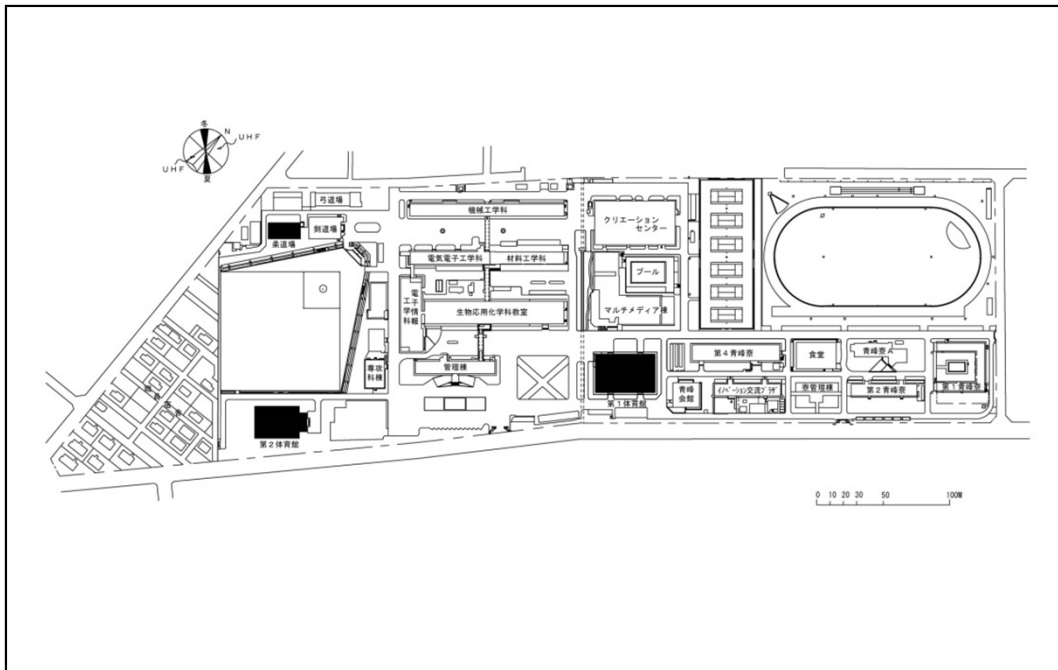 冬
N
UHF
UHF
夏
弓道場
剣道場
柔道場
機械工学科
クリエーション
センター
電気電子工学科
材料工学科
プール
電子情報
工学科
生物応用化学科教室
マルチメディア棟
専攻
科棟
管理棟
第4青峰寮
食堂
青峰寮A
第1青峰寮
青峰
会館
イノベーション交流プラザ
寮管理棟
第2青峰寮
第1体育館
第2体育館
0 10 20 30 50 100M